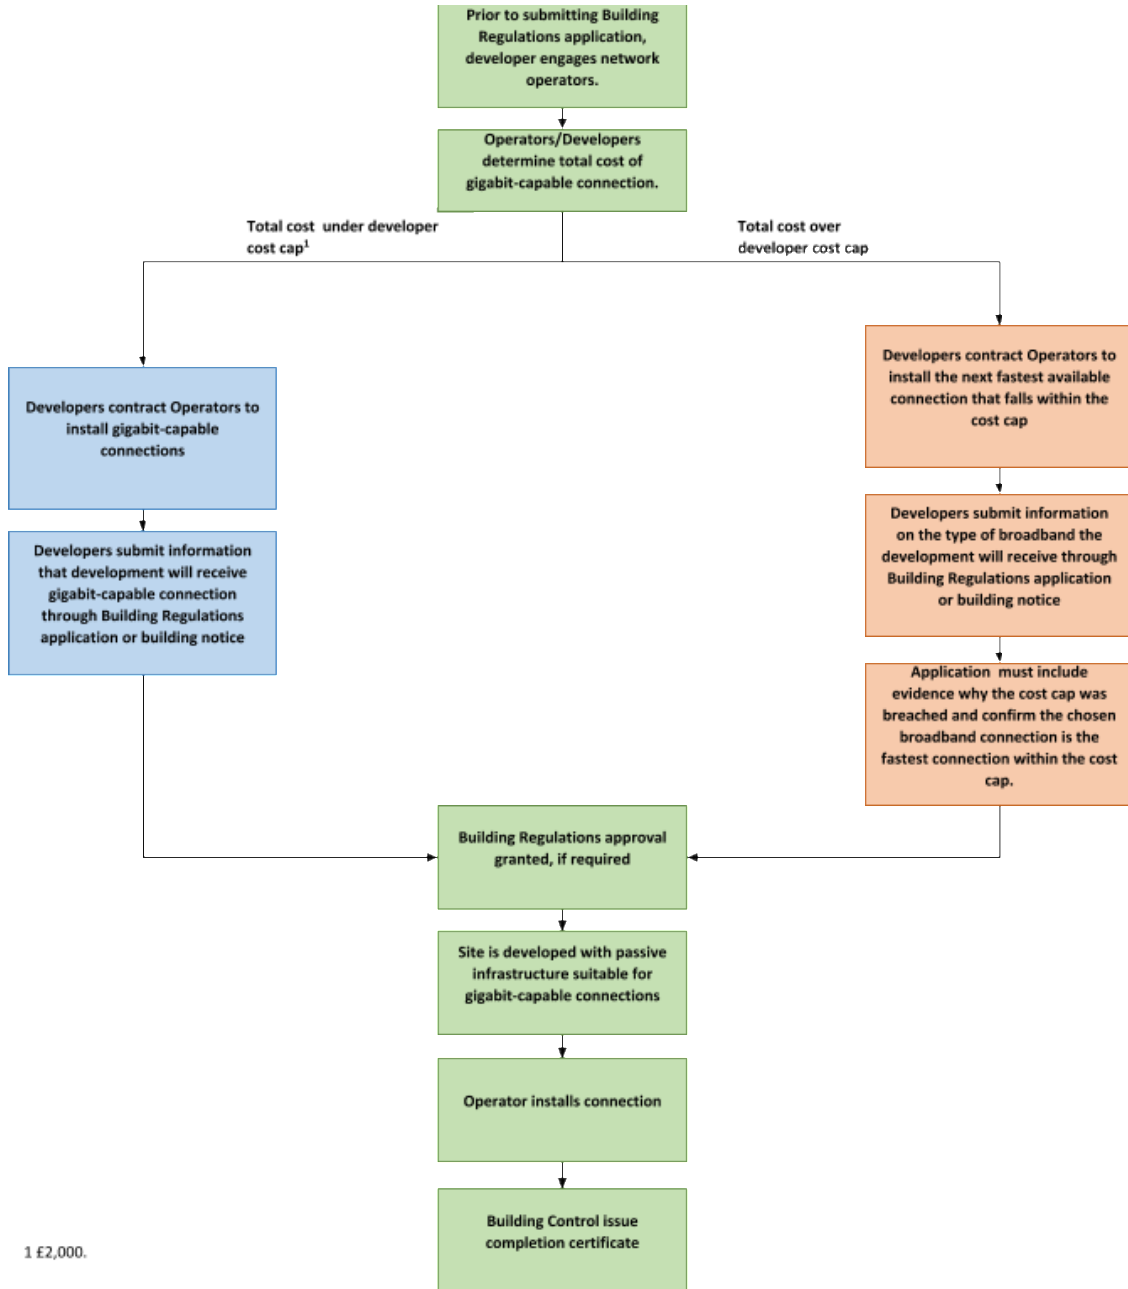 Prior to submitting Building
Regulations application,
developer engages network
operators.
Operators/Developers
determine total cost of
gigabit-capable connection.
Total cost under developer
cost cap¹
Total cost over
developer cost cap
Developers contract Operators to
install gigabit-capable
connections
Developers submit information
that development will receive
gigabit-capable connection
through Building Regulations
application or building notice
Developers contract Operators to
install the next fastest available
connection that falls within the
cost cap
Developers submit information
on the type of broadband the
development will receive through
Building Regulations application
or building notice
Application must include
evidence why the cost cap was
breached and confirm the chosen
broadband connection is the
fastest connection within the cost
cap.
Building Regulations approval
granted, if required
Site is developed with passive
infrastructure suitable for
gigabit-capable connections
Operator installs connection
Building Control issue
completion certificate
1 £2,000.